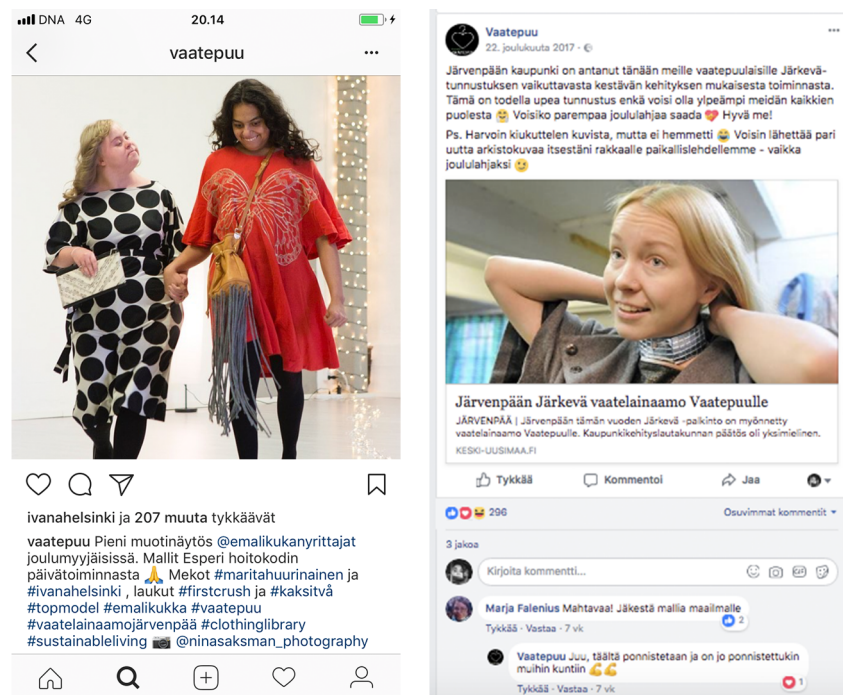 DNA 4G 20.14
vaatepuu
ivanahelsinki ja 207 muuta tykkäävät
vaatepuu Pieni muotinäytös @emalikukanyrittajat
joulumyyjäisissä. Mallit Esperi hoitokodin
päivätoiminnasta 🙏 Mekot #maritahuurinainen ja
#ivanahelsinki , laukut #firstcrush ja #kaksitvå
#topmodel #emalikukka #vaatepuu
#vaatelainaamojärvenpää #clothinglibrary
#sustainableliving 📷 @ninasaksman_photography
Vaatepuu
22. joulukuuta 2017 ·
Järvenpään kaupunki on antanut tänään meille vaatepuulaisille Järkevä-
tunnustuksen vaikuttavasta kestävän kehityksen mukaisesta toiminnasta.
Tämä on todella upea tunnustus enkä voisi olla ylpeämpi meidän kaikkien
puolesta 🤗 Voisiko parempaa joululahjaa saada 💝 Hyvä me!
Ps. Harvoin kiukuttelen kuvista, mutta ei hemmetti 😂 Voisin lähettää pari
uutta arkistokuvaa itsestäni rakkaalle paikallislehdellemme - vaikka
joululahjaksi 😉
Järvenpään Järkevä vaatelainaamo Vaatepuulle
JÄRVENPÄÄ | Järvenpään tämän vuoden Järkevä -palkinto on myönnetty
vaatelainaamo Vaatepuulle. Kaupunkikehityslautakunnan päätös oli yksimielinen.
KESKI-UUSIMAA.FI
Tykkää Kommentoi Jaa
296 Osuvimmat kommentit
3 jakoa
Kirjoita kommentti... GIF
Marja Falenius Mahtavaa! Jäkestä mallia maailmalle
2
Tykkää · Vastaa · 7 vk
Vaatepuu Juu, täältä ponnistetaan ja on jo ponnistettukin
muihin kuntiin 💪💪
1
Tykkää · Vastaa · 7 vk